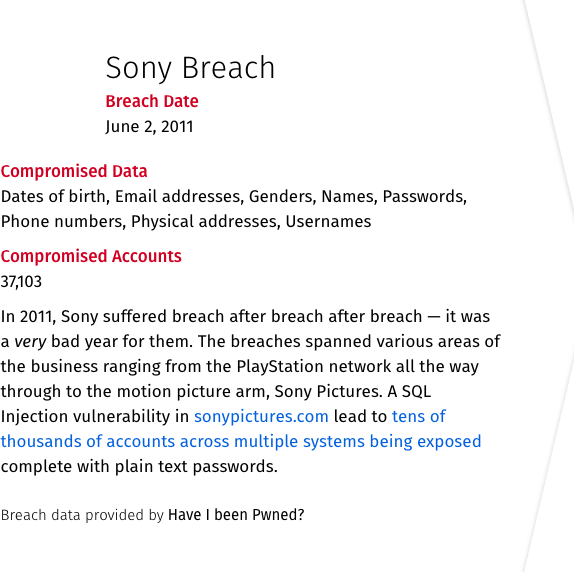 Sony Breach
Breach Date
June 2, 2011
Compromised Data
Dates of birth, Email addresses, Genders, Names, Passwords,
Phone numbers, Physical addresses, Usernames
Compromised Accounts
37,103
In 2011, Sony suffered breach after breach after breach — it was
a very bad year for them. The breaches spanned various areas of
the business ranging from the PlayStation network all the way
through to the motion picture arm, Sony Pictures. A SQL
Injection vulnerability in sonypictures.com lead to tens of
thousands of accounts across multiple systems being exposed
complete with plain text passwords.
Breach data provided by Have I been Pwned?